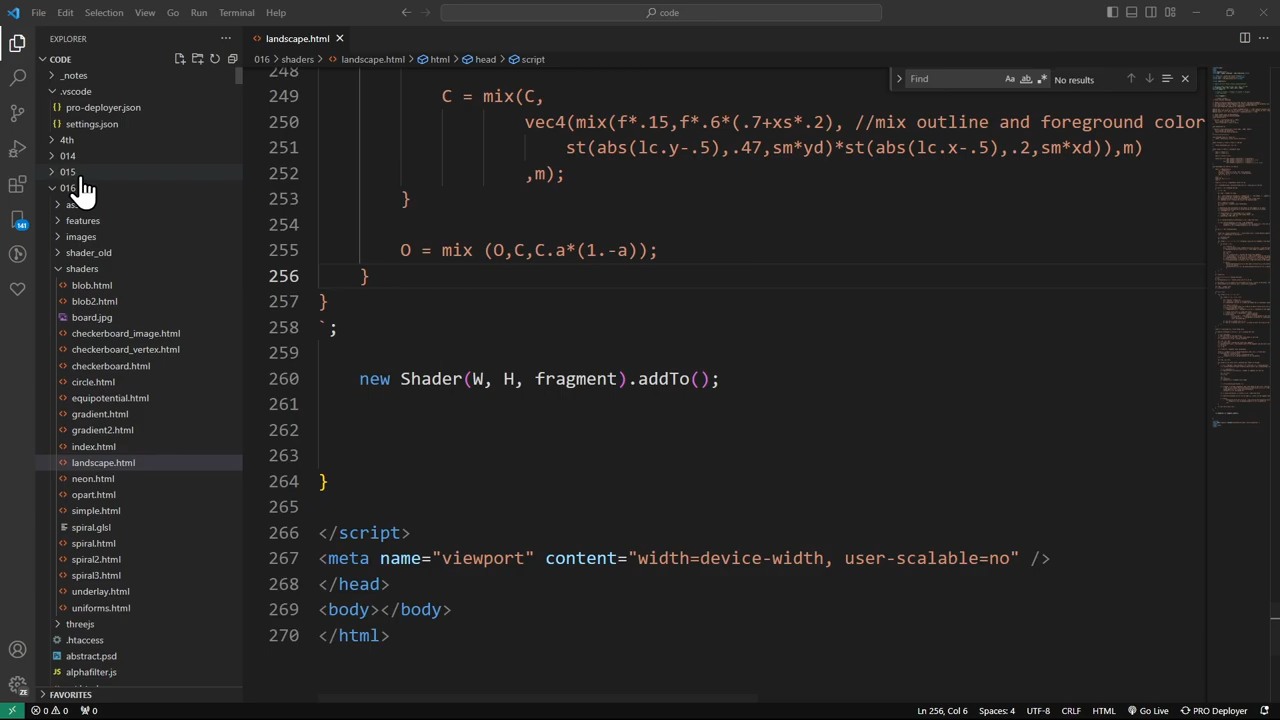 File Edit Selection View Go Run Terminal Help
code
EXPLORER
CODE
_notes
.vscode
pro-deployer.json
settings.json
4th
014
015
016
features
images
shader_old
shaders
blob.html
blob2.html
board.jpg
checkerboard_image.html
checkerboard_vertex.html
checkerboard.html
circle.html
equipotential.html
gradient.html
gradient2.html
index.html
landscape.html
neon.html
opart.html
simple.html
spiral.glsl
spiral.html
spiral2.html
spiral3.html
underlay.html
uniforms.html
threejs
.htaccess
abstract.psd
alphafilter.js
FAVORITES
141
ZE
landscape.html
016 shaders landscape.html html head script
Find Aa ab .* No results
248
249 C = mix(C,
250 vec4(mix(f*.15,f*.6*(.7+xs*.2), //mix outline and foreground color
251 st(abs(lc.y-.5),.47,sm*yd)*st(abs(lc.x-.5),.2,sm*xd)),m)
252 ,m);
253 }
254
255 O = mix (O,C,C.a*(1.-a));
256 }
257 }
258 `;
259
260 new Shader(W, H, fragment).addTo();
261
262
263
264 }
265
266 </script>
267 <meta name="viewport" content="width=device-width, user-scalable=no" />
268 </head>
269 <body></body>
270 </html>
0 0 0 Ln 256, Col 6 Spaces: 4 UTF-8 CRLF HTML Go Live PRO Deployer